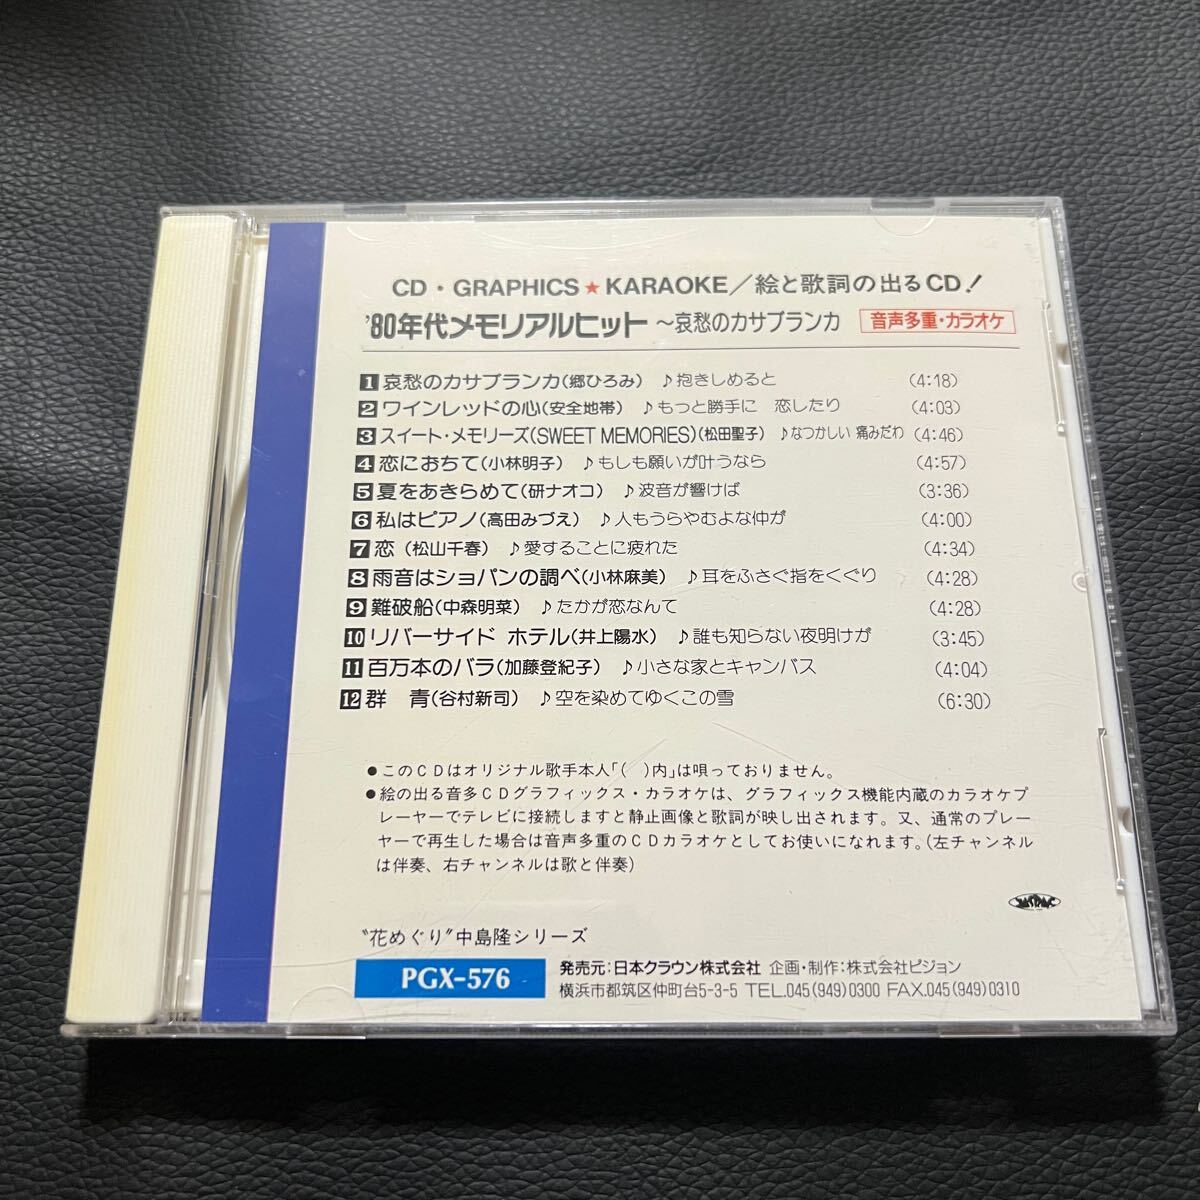 CD・GRAPHICS★KARAOKE／絵と歌詞の出るCD！
'80年代メモリアルヒット ～哀愁のカサブランカ 音声多重・カラオケ
1 哀愁のカサブランカ(郷ひろみ) ♪抱きしめると (4:18)
2 ワインレッドの心(安全地帯) ♪もっと勝手に 恋したり (4:03)
3 スイート・メモリーズ(SWEET MEMORIES)(松田聖子) ♪なつかしい 痛みだわ (4:46)
4 恋におちて(小林明子) ♪もしも願いが叶うなら (4:57)
5 夏をあきらめて(研ナオコ) ♪波音が響けば (3:36)
6 私はピアノ(高田みづえ) ♪人もうらやむよな仲が (4:00)
7 恋(松山千春) ♪愛することに疲れた (4:34)
8 雨音はショパンの調べ(小林麻美) ♪耳をふさぐ指をくぐり (4:28)
9 難破船(中森明菜) ♪たかが恋なんて (4:28)
10 リバーサイド ホテル(井上陽水) ♪誰も知らない夜明けが (3:45)
11 百万本のバラ(加藤登紀子) ♪小さな家とキャンバス (4:04)
12 群 青(谷村新司) ♪空を染めてゆくこの雪 (6:30)
●このCDはオリジナル歌手本人「( )内」は唄っておりません。
●絵の出る音多CDグラフィックス・カラオケは、グラフィックス機能内蔵のカラオケプ
レーヤーでテレビに接続しますと静止画像と歌詞が映し出されます。又、通常のプレー
ヤーで再生した場合は音声多重のCDカラオケとしてお使いになれます。(左チャンネル
は伴奏、右チャンネルは歌と伴奏)
JASRAC
"花めぐり"中島隆シリーズ
PGX-576 発売元：日本クラウン株式会社 企画・制作：株式会社ピジョン
横浜市都筑区仲町台5-3-5 TEL.045(949)0300 FAX.045(949)0310